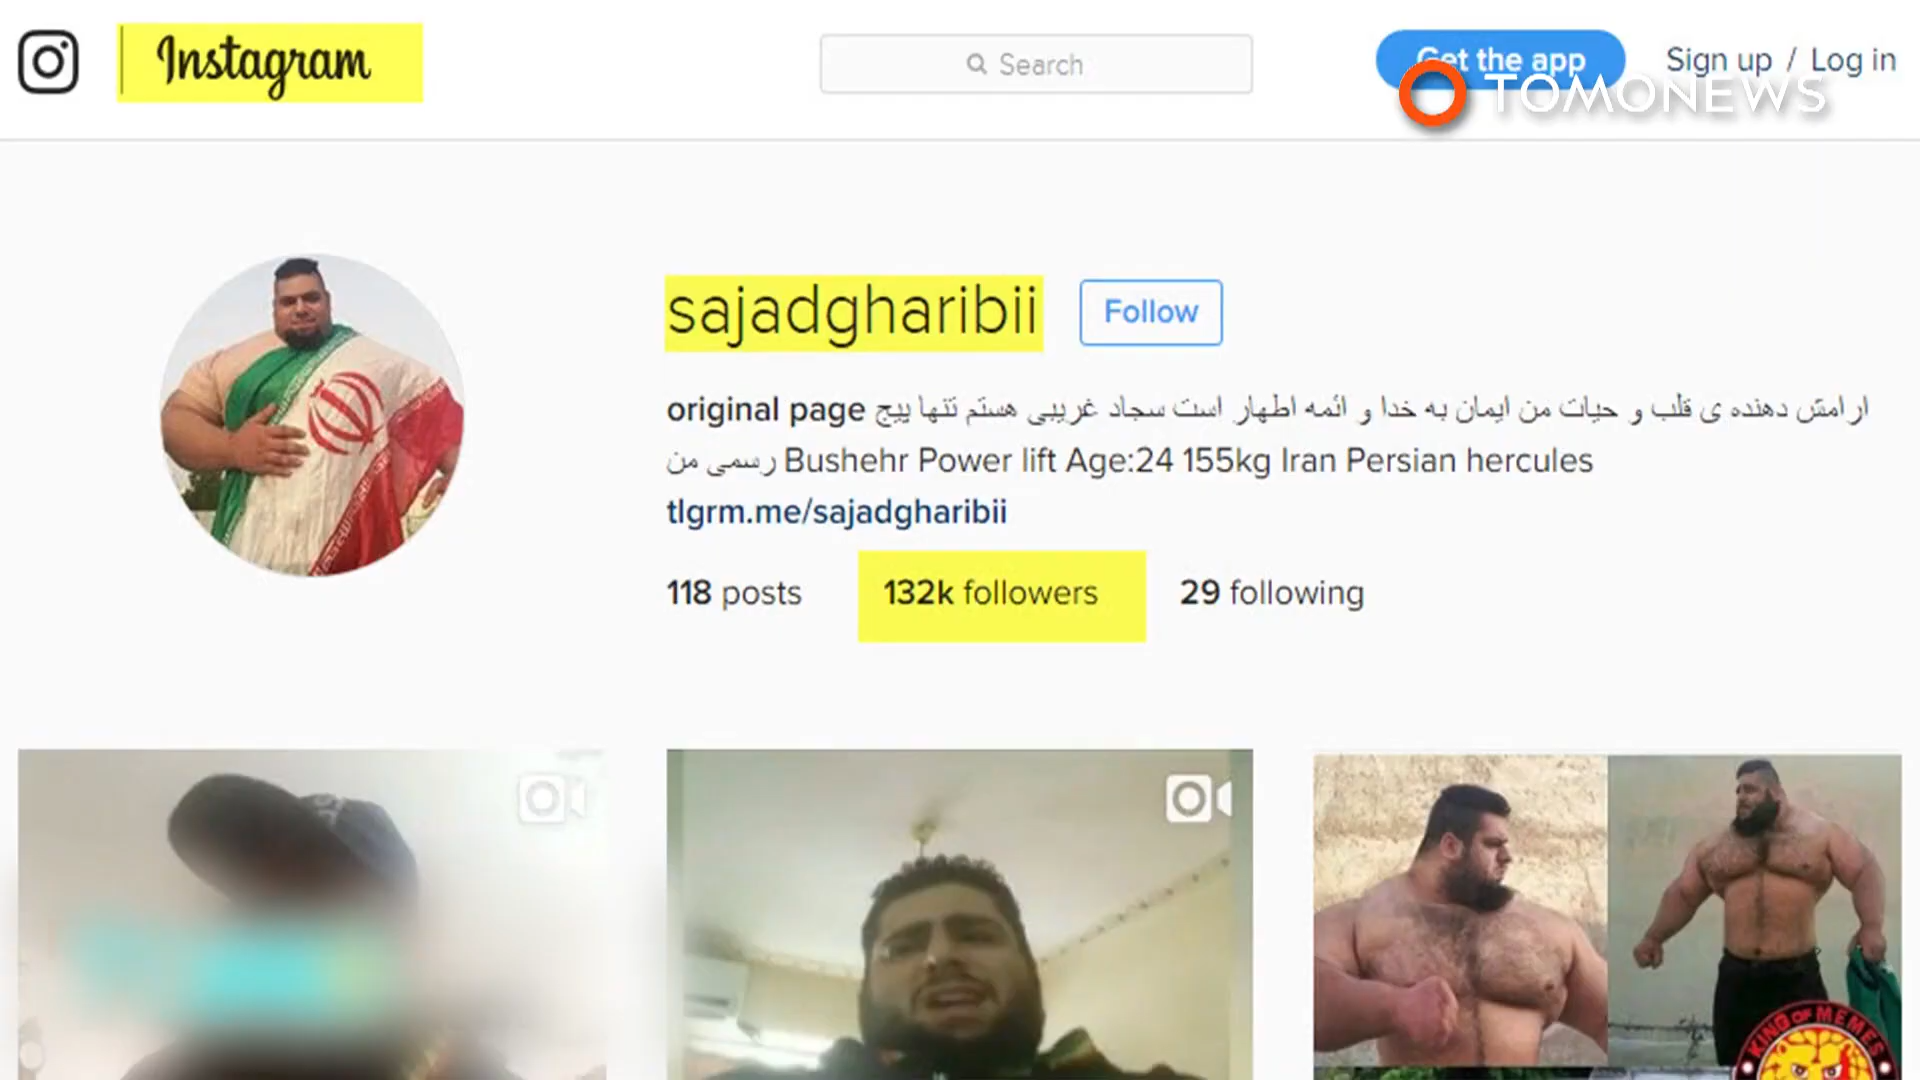 Instagram
Search
Get the app
Sign up / Log in
TOMONEWS
sajadgharibii
Follow
original page ارامش دهنده ی قلب و حیات من ایمان به خدا و ائمه اطهار است سجاد غریبی هستم تنها پیج
رسمی من Bushehr Power lift Age:24 155kg Iran Persian hercules
tlgrm.me/sajadgharibii
118 posts
132k followers
29 following
KING OF MEMES